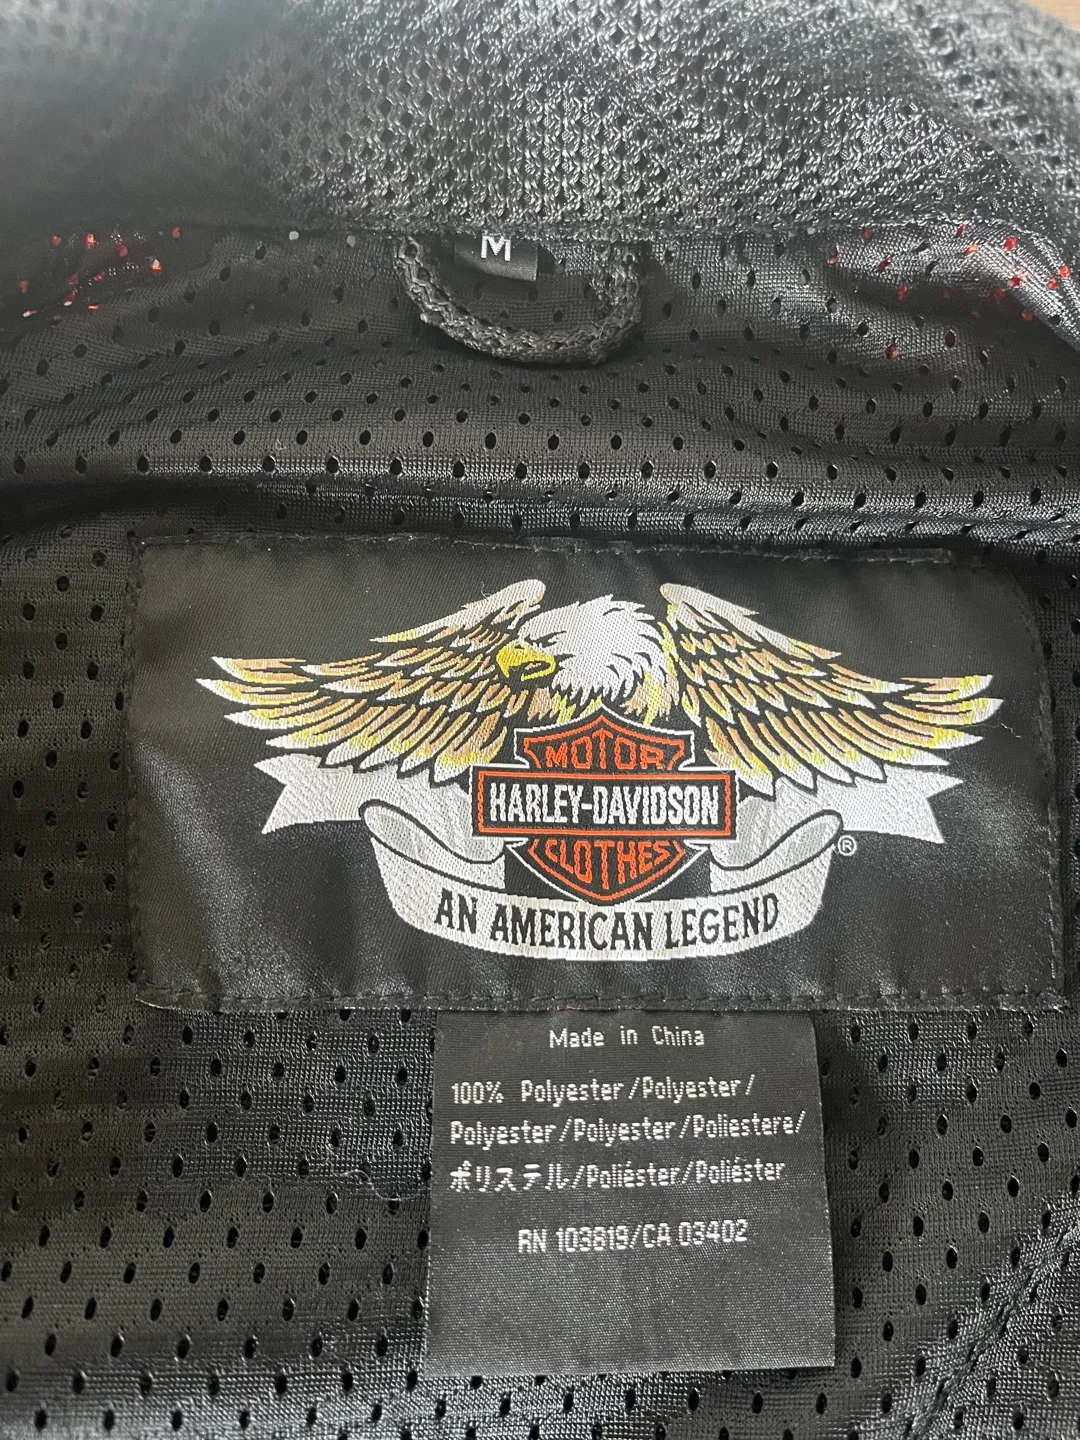 M
MOTOR
HARLEY-DAVIDSON
CLOTHES
®
AN AMERICAN LEGEND
Made in China
100% Polyester/Polyester/
Polyester/Polyester/Poliestere/
ポリステル/Poliéster/Poliéster
RN 103819/CA 03402